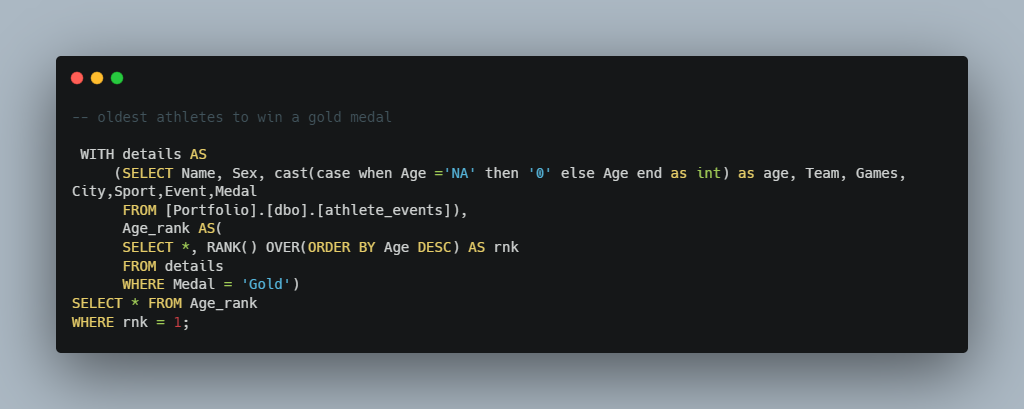 -- oldest athletes to win a gold medal
WITH details AS
(SELECT Name, Sex, cast(case when Age ='NA' then '0' else Age end as int) as age, Team, Games,
City,Sport,Event,Medal
FROM [Portfolio].[dbo].[athlete_events]),
Age_rank AS(
SELECT *, RANK() OVER(ORDER BY Age DESC) AS rnk
FROM details
WHERE Medal = 'Gold')
SELECT * FROM Age_rank
WHERE rnk = 1;